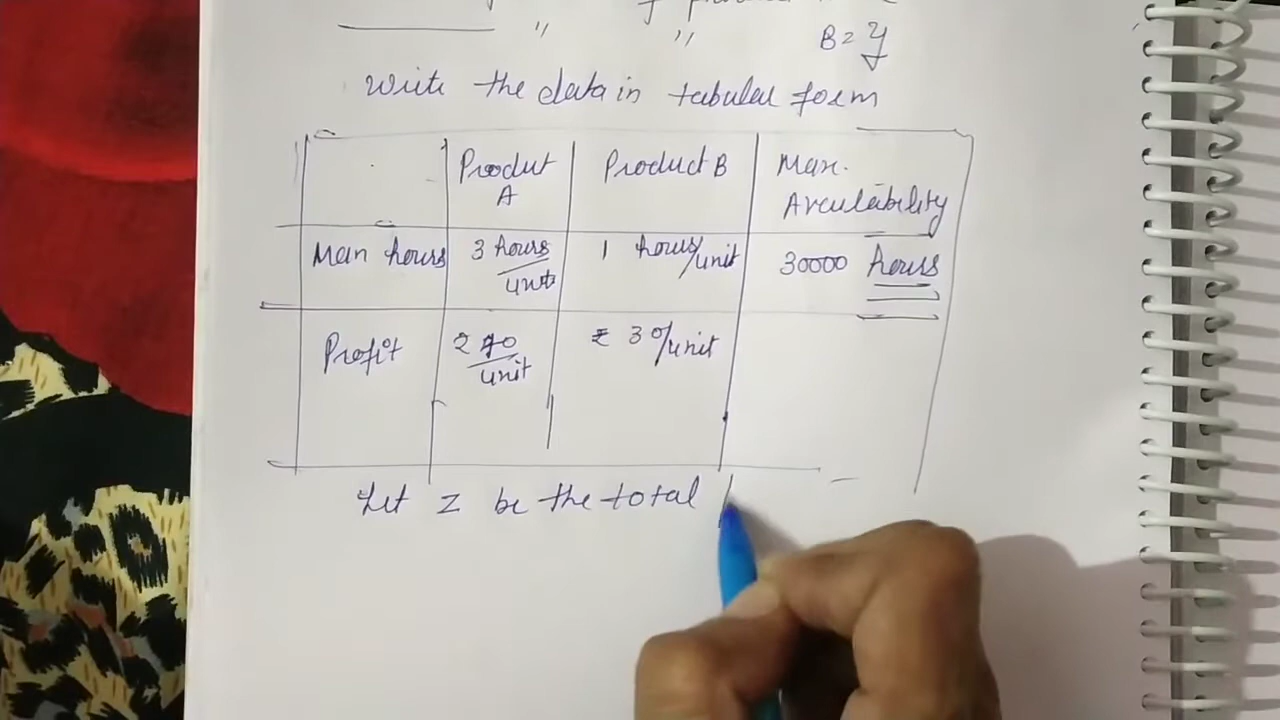 " " B = y
Write the data in tabular form
Product A Product B Max. Availability
Man hours 3 hours/unit 1 hours/unit 30000 hours
Profit ₹ 70/unit ₹ 30/unit
Let Z be the total